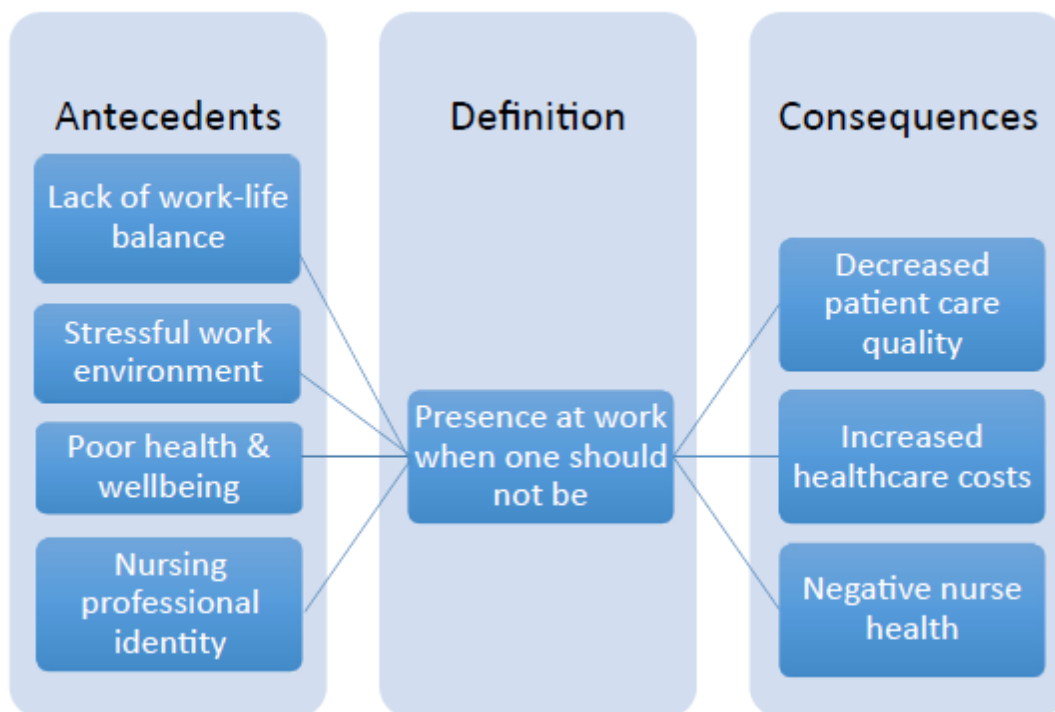 Antecedents
Lack of work-life
balance
Stressful work
environment
Poor health &
wellbeing
Nursing
professional
identity
Definition
Presence at work
when one should
not be
Consequences
Decreased
patient care
quality
Increased
healthcare costs
Negative nurse
health